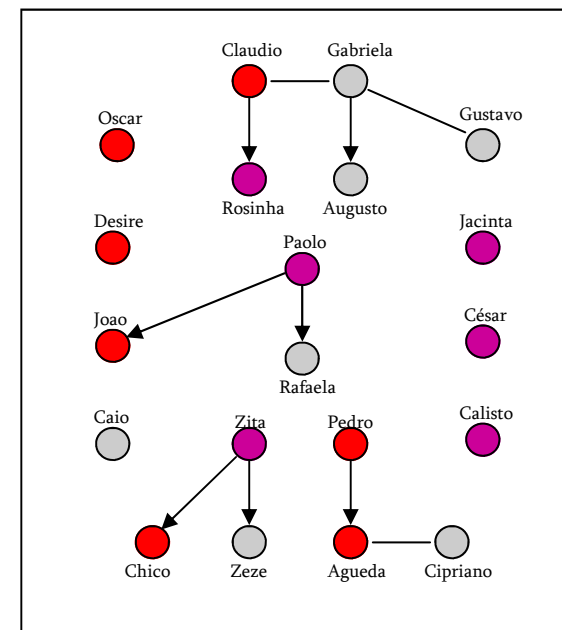 Claudio
Gabriela
Oscar
Gustavo
Rosinha
Augusto
Desire
Jacinta
Paolo
Joao
César
Rafaela
Caio
Zita
Pedro
Calisto
Chico
Zeze
Agueda
Cipriano